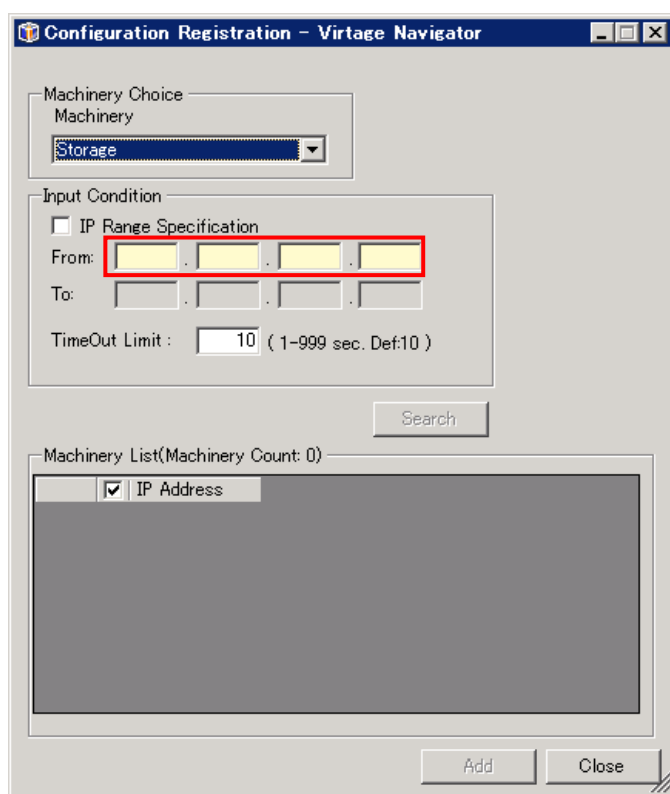 Configuration Registration - Virtage Navigator
Machinery Choice
Machinery
Storage
Input Condition
IP Range Specification
From: . . .
To: . . .
TimeOut Limit : 10 ( 1-999 sec. Def:10 )
Search
Machinery List(Machinery Count: 0)
IP Address
Add Close